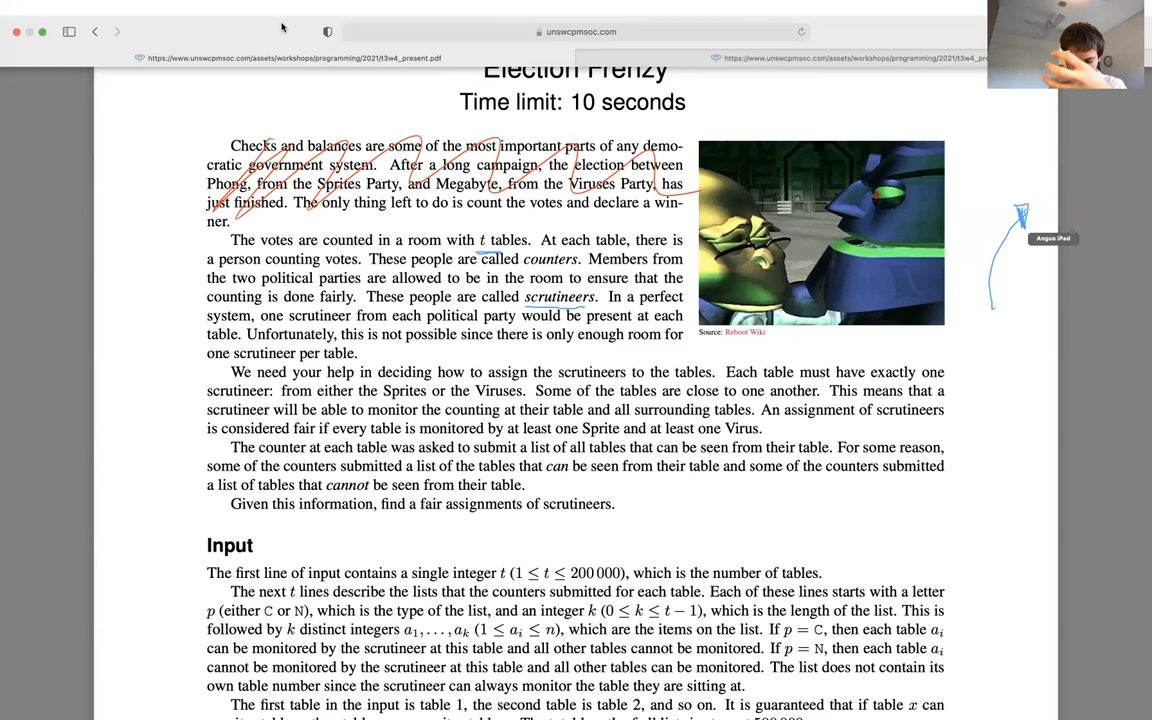 unswcpmsoc.com
https://www.unswcpmsoc.com/assets/workshops/programming/2021/t3w4_present.pdf
https://www.unswcpmsoc.com/assets/workshops/programming/2021/t3w4_pre
Election Frenzy
Time limit: 10 seconds
Checks and balances are some of the most important parts of any demo-
cratic government system. After a long campaign, the election between
Phong, from the Sprites Party, and Megabyte, from the Viruses Party, has
just finished. The only thing left to do is count the votes and declare a win-
ner.
The votes are counted in a room with t tables. At each table, there is
a person counting votes. These people are called counters. Members from
the two political parties are allowed to be in the room to ensure that the
counting is done fairly. These people are called scrutineers. In a perfect
system, one scrutineer from each political party would be present at each
table. Unfortunately, this is not possible since there is only enough room for
one scrutineer per table.
Source: Reboot Wiki
Angus iPad
We need your help in deciding how to assign the scrutineers to the tables. Each table must have exactly one
scrutineer: from either the Sprites or the Viruses. Some of the tables are close to one another. This means that a
scrutineer will be able to monitor the counting at their table and all surrounding tables. An assignment of scrutineers
is considered fair if every table is monitored by at least one Sprite and at least one Virus.
The counter at each table was asked to submit a list of all tables that can be seen from their table. For some reason,
some of the counters submitted a list of the tables that can be seen from their table and some of the counters submitted
a list of tables that cannot be seen from their table.
Given this information, find a fair assignments of scrutineers.
Input
The first line of input contains a single integer t (1 ≤ t ≤ 200 000), which is the number of tables.
The next t lines describe the lists that the counters submitted for each table. Each of these lines starts with a letter
p (either C or N), which is the type of the list, and an integer k (0 ≤ k ≤ t − 1), which is the length of the list. This is
followed by k distinct integers a₁, . . . , aₖ (1 ≤ aᵢ ≤ n), which are the items on the list. If p = C, then each table aᵢ
can be monitored by the scrutineer at this table and all other tables cannot be monitored. If p = N, then each table aᵢ
cannot be monitored by the scrutineer at this table and all other tables can be monitored. The list does not contain its
own table number since the scrutineer can always monitor the table they are sitting at.
The first table in the input is table 1, the second table is table 2, and so on. It is guaranteed that if table x can